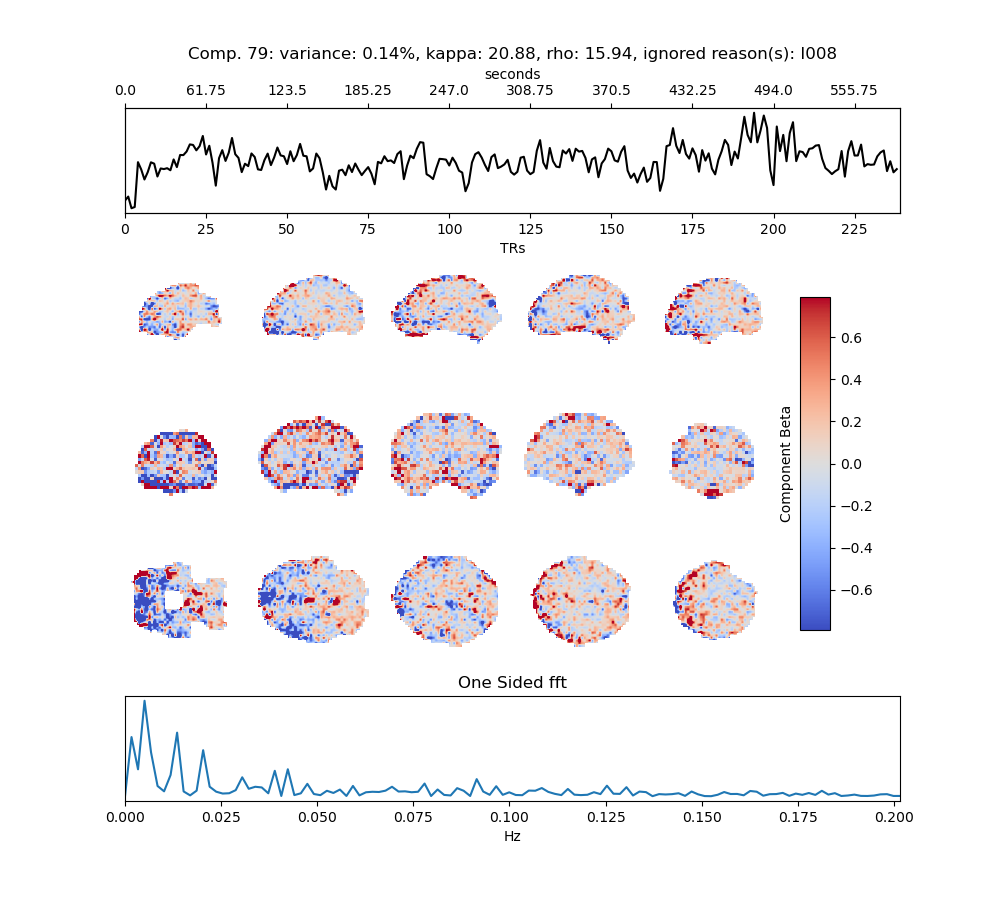 Comp. 79: variance: 0.14%, kappa: 20.88, rho: 15.94, ignored reason(s): I008
seconds
0.0 61.75 123.5 185.25 247.0 308.75 370.5 432.25 494.0 555.75
0 25 50 75 100 125 150 175 200 225
TRs
Component Beta
0.6
0.4
0.2
0.0
−0.2
−0.4
−0.6
One Sided fft
0.000 0.025 0.050 0.075 0.100 0.125 0.150 0.175 0.200
Hz